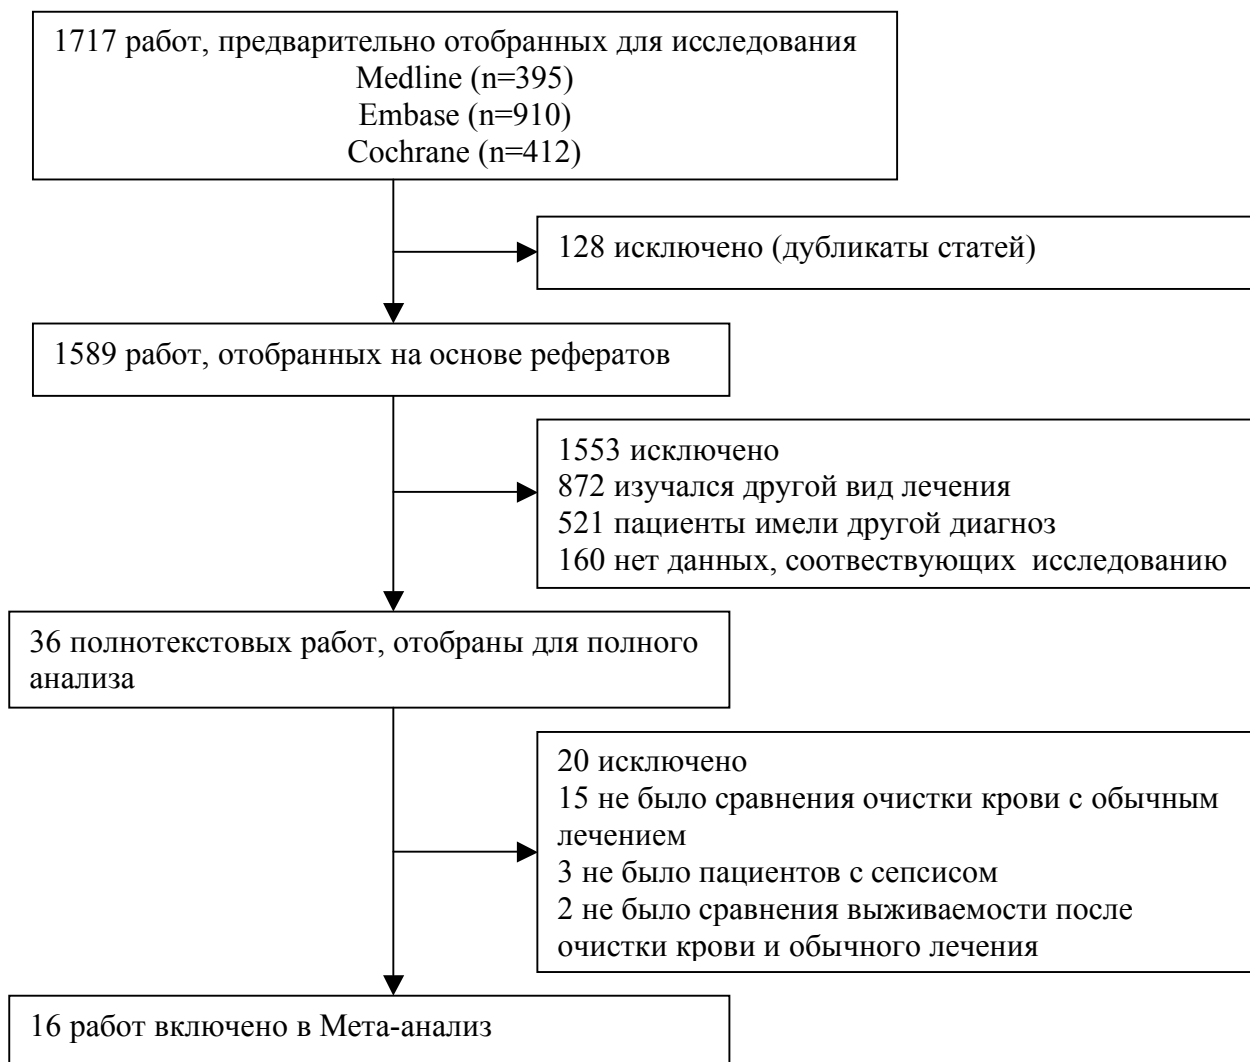 1717 работ, предварительно отобранных для исследования
Medline (n=395)
Embase (n=910)
Cochrane (n=412)
128 исключено (дубликаты статей)
1589 работ, отобранных на основе рефератов
1553 исключено
872 изучался другой вид лечения
521 пациенты имели другой диагноз
160 нет данных, соотвествующих исследованию
36 полнотекстовых работ, отобраны для полного
анализа
20 исключено
15 не было сравнения очистки крови с обычным
лечением
3 не было пациентов с сепсисом
2 не было сравнения выживаемости после
очистки крови и обычного лечения
16 работ включено в Мета-анализ